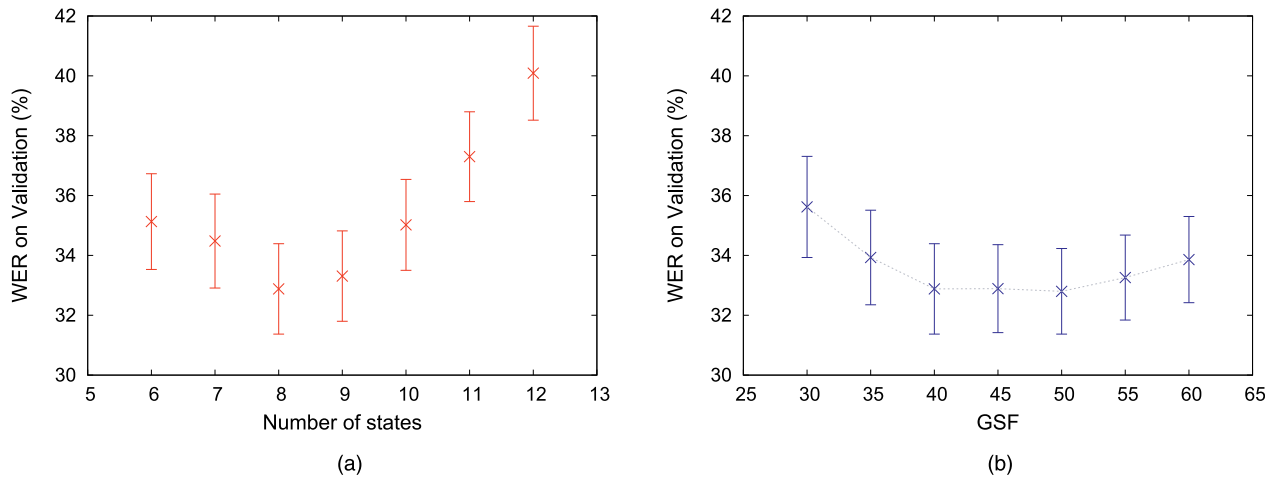 42
40
38
36
34
32
30
5 6 7 8 9 10 11 12 13
WER on Validation (%)
Number of states
(a)
42
40
38
36
34
32
30
25 30 35 40 45 50 55 60 65
WER on Validation (%)
GSF
(b)